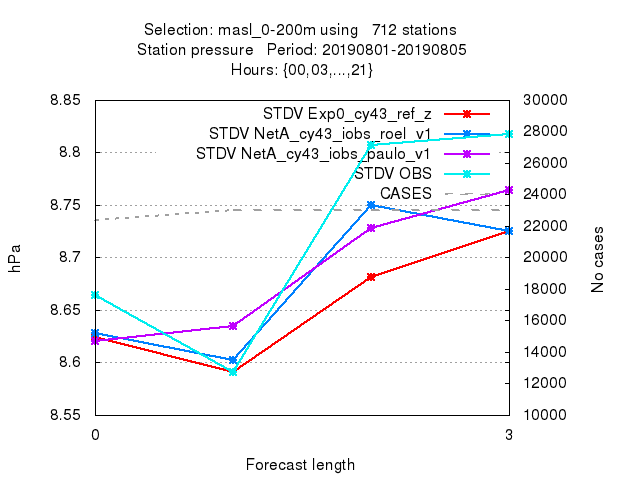 Selection: masl_0-200m using   712 stations
Station pressure   Period: 20190801-20190805
Hours: {00,03,...,21}
STDV Exp0_cy43_ref_z
STDV NetA_cy43_iobs_roel_v1
STDV NetA_cy43_iobs_paulo_v1
STDV OBS
CASES
8.85
8.8
8.75
8.7
8.65
8.6
8.55
hPa
30000
28000
26000
24000
22000
20000
18000
16000
14000
12000
10000
No cases
0
3
Forecast length